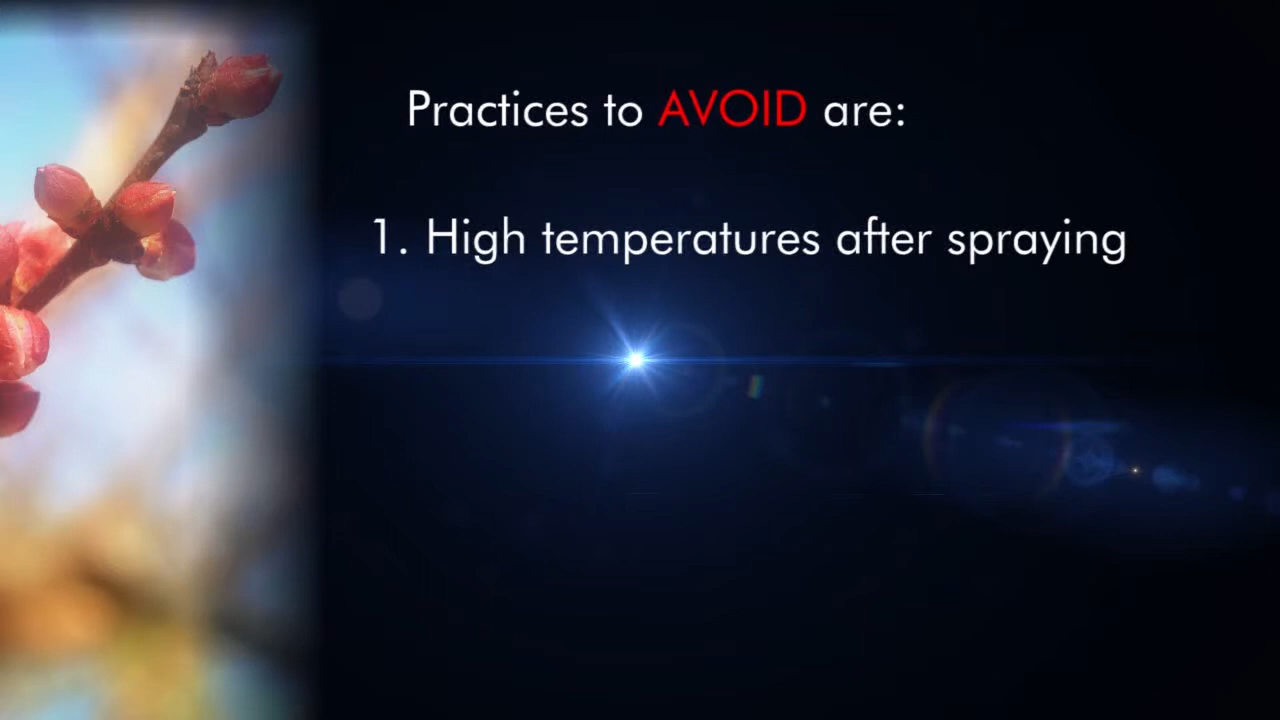 Practices to AVOID are:
1. High temperatures after spraying